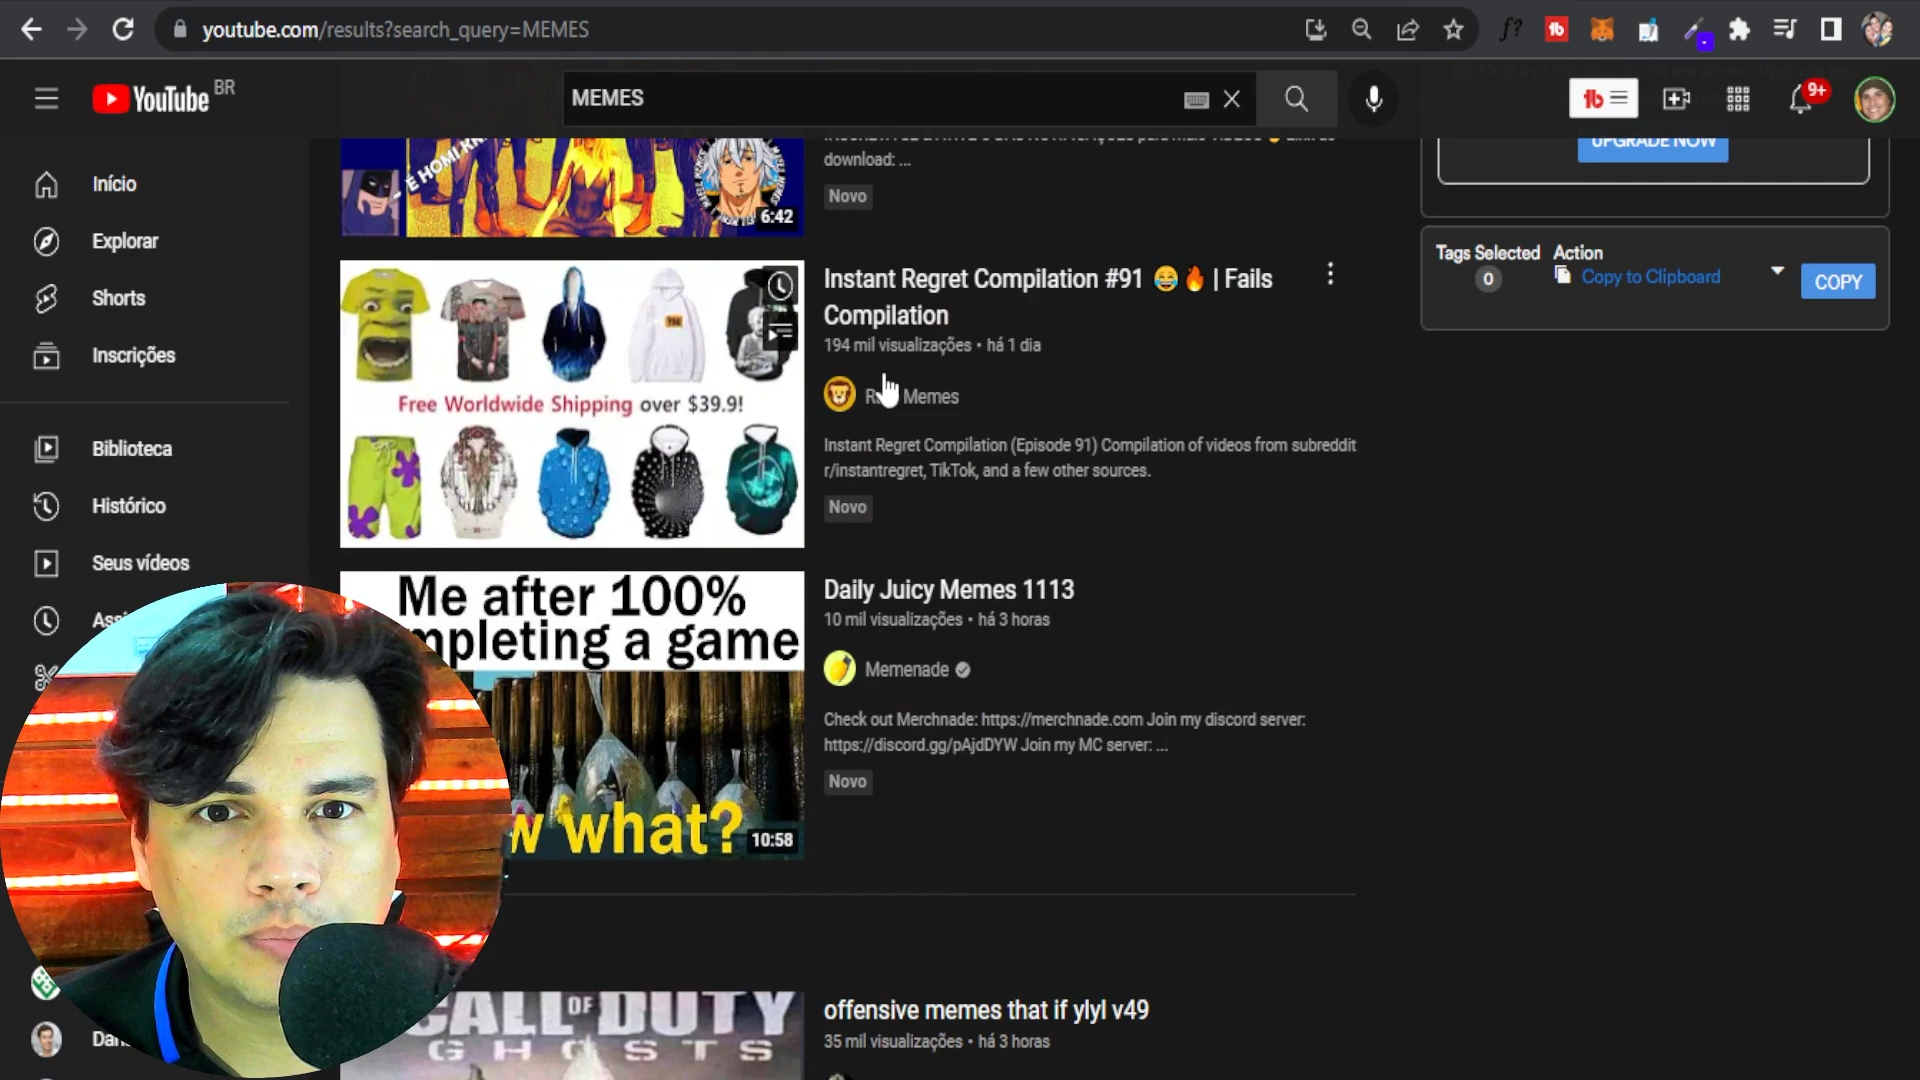 youtube.com/results?search_query=MEMES
f?
tb
YouTube BR
MEMES
tb
9+
Início
Explorar
Shorts
Inscrições
Biblioteca
Histórico
Seus vídeos
- É HOMI
6:42
download: ...
Novo
UPGRADE NOW
Tags Selected
0
Action
Copy to Clipboard
COPY
Free Worldwide Shipping over $39.9!
Instant Regret Compilation #91 😂🔥 | Fails
Compilation
194 mil visualizações • há 1 dia
Memes
Instant Regret Compilation (Episode 91) Compilation of videos from subreddit
r/instantregret, TikTok, and a few other sources.
Novo
Me after 100%
mpleting a game
w what?
10:58
Daily Juicy Memes 1113
10 mil visualizações • há 3 horas
Memenade
Check out Merchnade: https://merchnade.com Join my discord server:
https://discord.gg/pAjdDYW Join my MC server: ...
Novo
CALL OF DUTY
GHOSTS
offensive memes that if ylyl v49
35 mil visualizações • há 3 horas